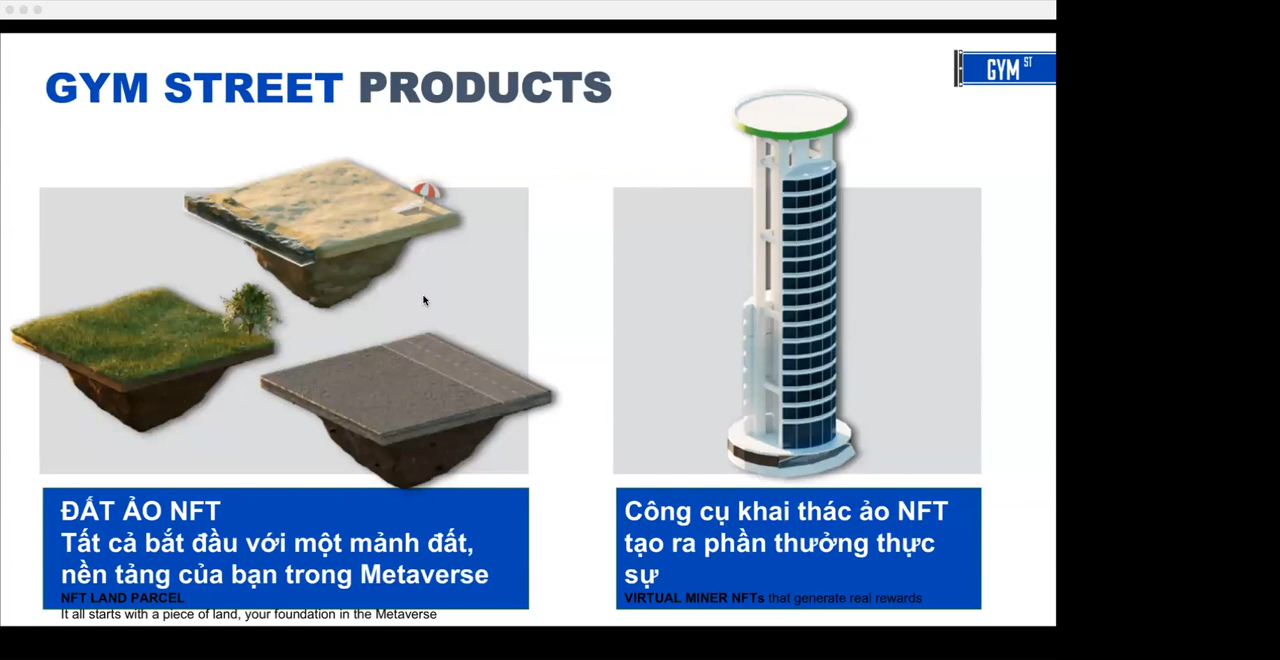 GYM STREET PRODUCTS
GYM ST
ĐẤT ẢO NFT
Tất cả bắt đầu với một mảnh đất,
nền tảng của bạn trong Metaverse
NFT LAND PARCEL
It all starts with a piece of land, your foundation in the Metaverse
Công cụ khai thác ảo NFT
tạo ra phần thưởng thực
sự
VIRTUAL MINER NFTs that generate real rewards